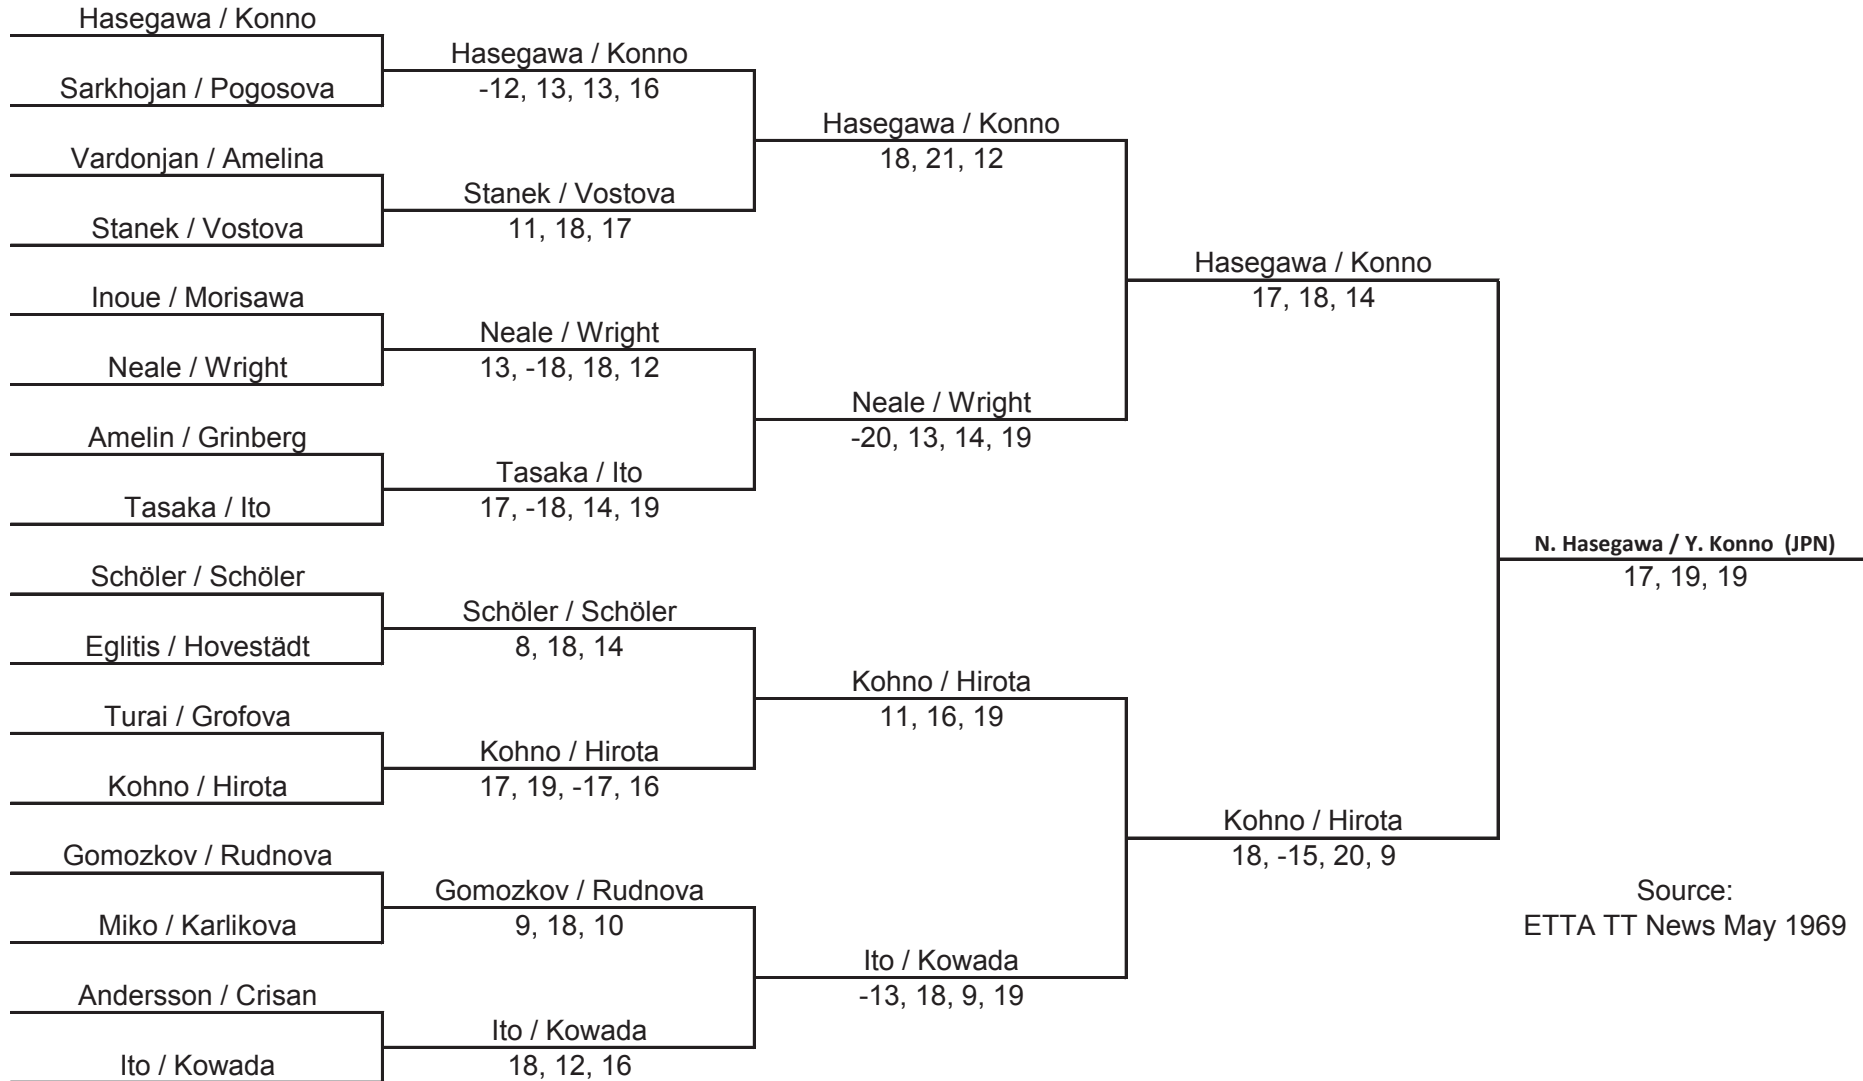 Hasegawa / Konno
Sarkhojan / Pogosova
Vardonjan / Amelina
Stanek / Vostova
Inoue / Morisawa
Neale / Wright
Amelin / Grinberg
Tasaka / Ito
Schöler / Schöler
Eglitis / Hovestädt
Turai / Grofova
Kohno / Hirota
Gomozkov / Rudnova
Miko / Karlikova
Andersson / Crisan
Ito / Kowada
Hasegawa / Konno
-12, 13, 13, 16
Stanek / Vostova
11, 18, 17
Neale / Wright
13, -18, 18, 12
Tasaka / Ito
17, -18, 14, 19
Schöler / Schöler
8, 18, 14
Kohno / Hirota
17, 19, -17, 16
Gomozkov / Rudnova
9, 18, 10
Ito / Kowada
18, 12, 16
Hasegawa / Konno
18, 21, 12
Neale / Wright
-20, 13, 14, 19
Kohno / Hirota
11, 16, 19
Ito / Kowada
-13, 18, 9, 19
Hasegawa / Konno
17, 18, 14
Kohno / Hirota
18, -15, 20, 9
N. Hasegawa / Y. Konno (JPN)
17, 19, 19
Source:
ETTA TT News May 1969